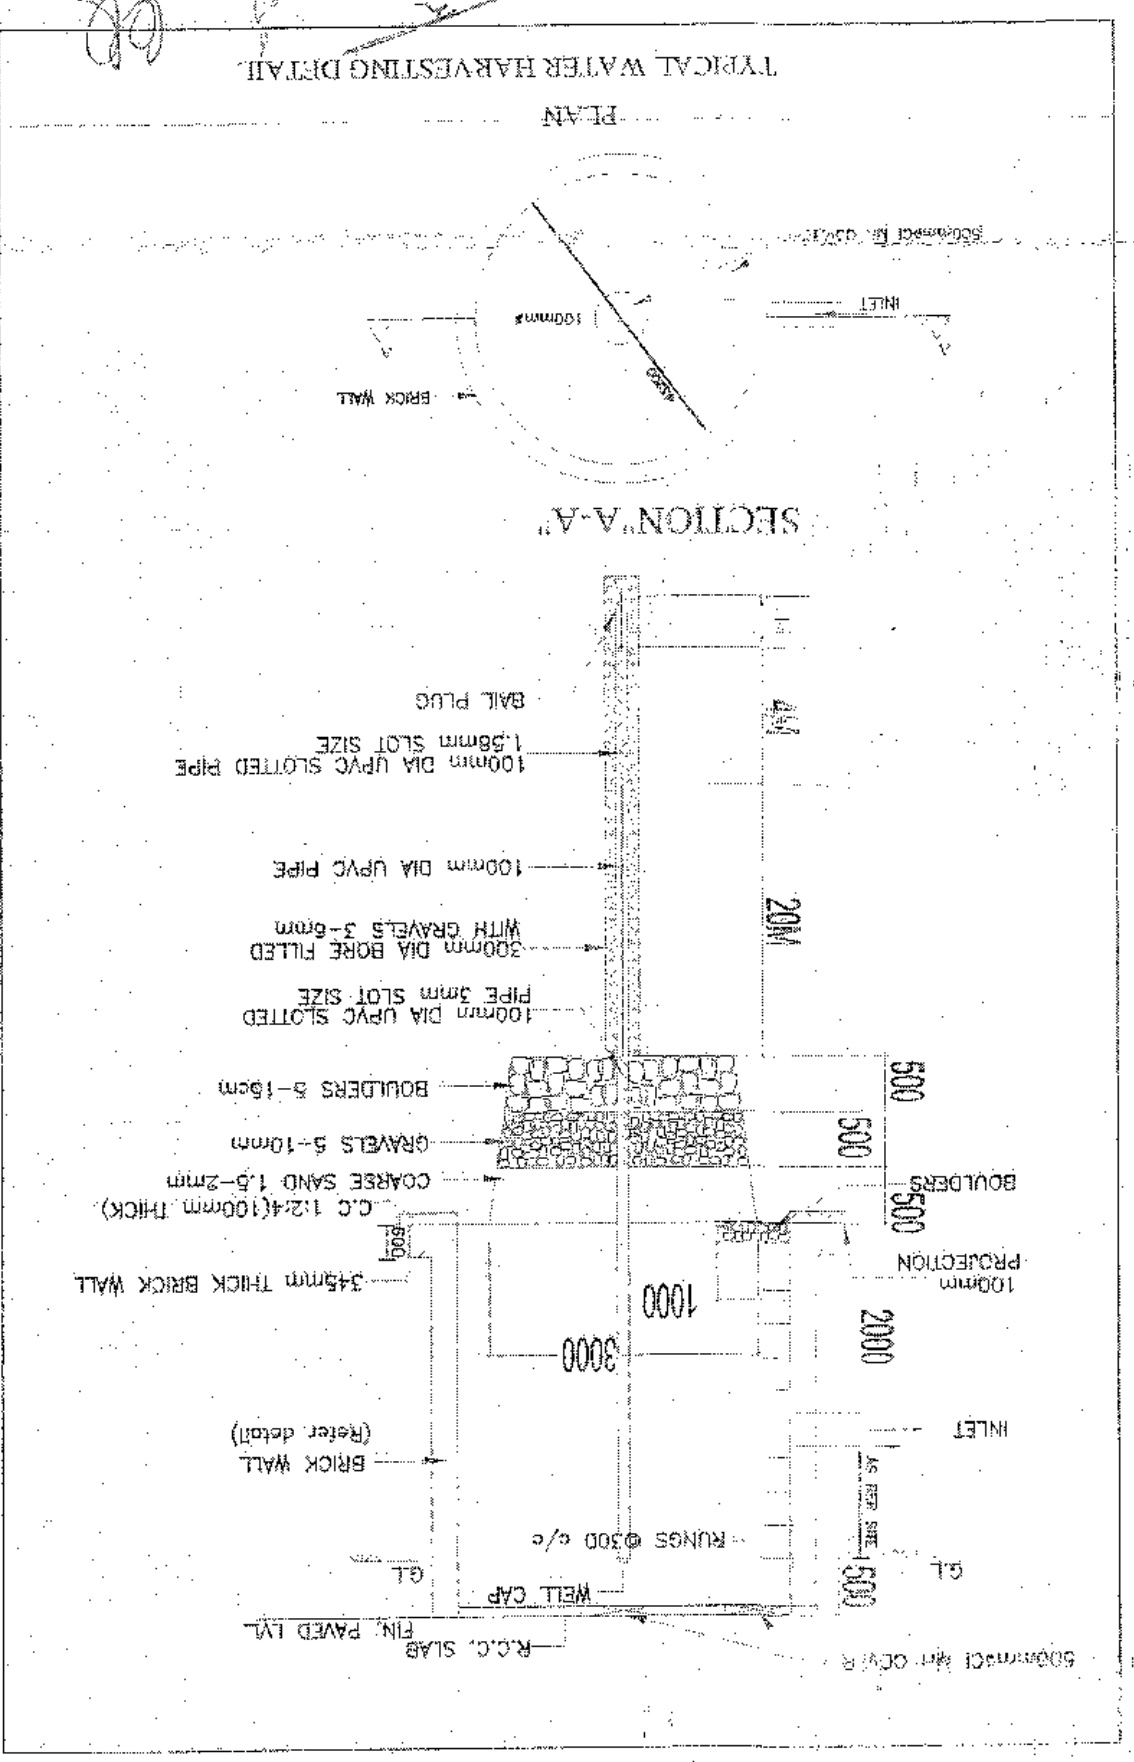 R.C.C. SLAB
FIN. PAVED LVL
WELL CAP
G.L
G.L
500
RUNGS @300 c/c
AS PER SITE
BRICK WALL
(Refer detail)
INLET
3000
2000
1000
345mm THICK BRICK WALL
100mm
PROJECTION
600
C.C 1:2:4(100mm THICK)
BOULDERS
500
COARSE SAND 1.5-2mm
GRAVELS 5-10mm
500
BOULDERS 5-15cm
500
100mm DIA UPVC SLOTTED
PIPE 3mm SLOT SIZE
300mm DIA BORE FILLED
WITH GRAVELS 3-6mm
20M
100mm DIA UPVC PIPE
100mm DIA UPVC SLOTTED PIPE
1.58mm SLOT SIZE
4M
BAIL PLUG
SECTION"A-A"
BRICK WALL
A
A
INLET
100mm
PLAN
TYPICAL WATER HARVESTING DETAIL